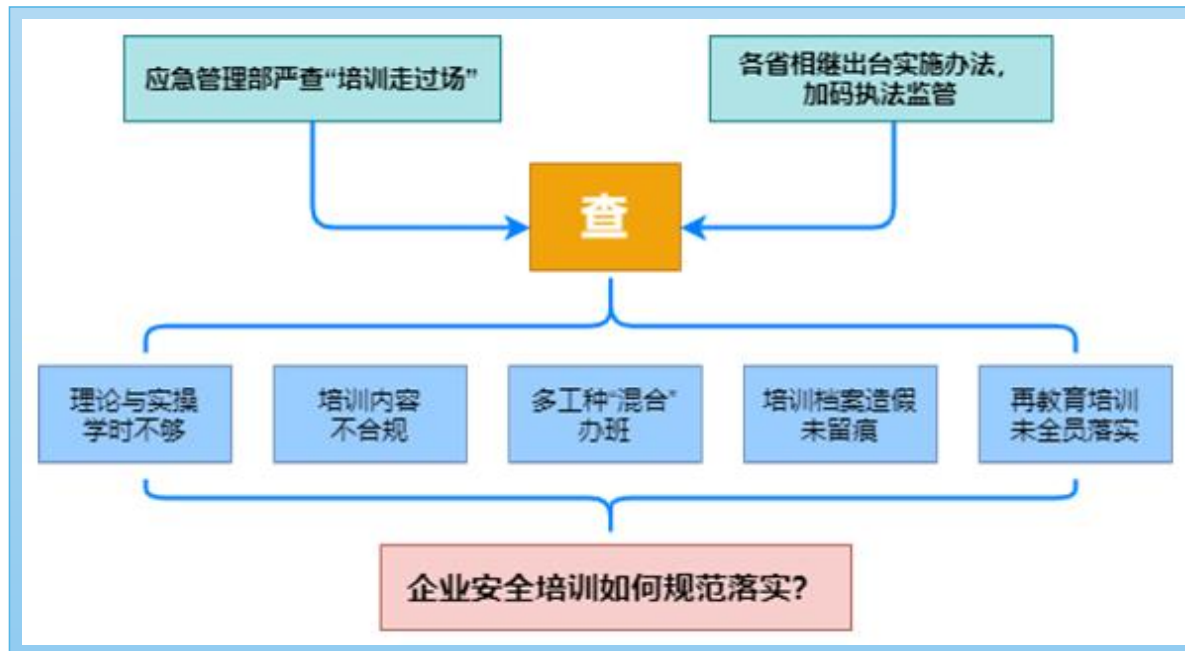 应急管理部严查“培训走过场”
各省相继出台实施办法，
加码执法监管
查
理论与实操
学时不够
培训内容
不合规
多工种“混合”
办班
培训档案造假
未留痕
再教育培训
未全员落实
企业安全培训如何规范落实？